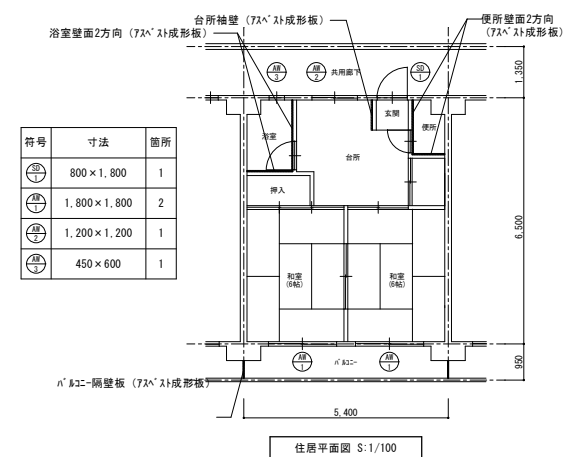 台所袖壁 (アスベスト成形板)
便所壁面2方向
(アスベスト成形板)
浴室壁面2方向 (アスベスト成形板)
AW
3
AW
2
共用廊下
SD
1
1,350
玄関
浴室
便所
台所
押入
6,500
和室
(6帖)
和室
(6帖)
符号 寸法 箇所
SD
1 800×1,800 1
AW
1 1,800×1,800 2
AW
2 1,200×1,200 1
AW
3 450×600 1
AW
1
バルコニー
AW
1
950
バルコニー隔壁板 (アスベスト成形板)
5,400
住居平面図 S:1/100